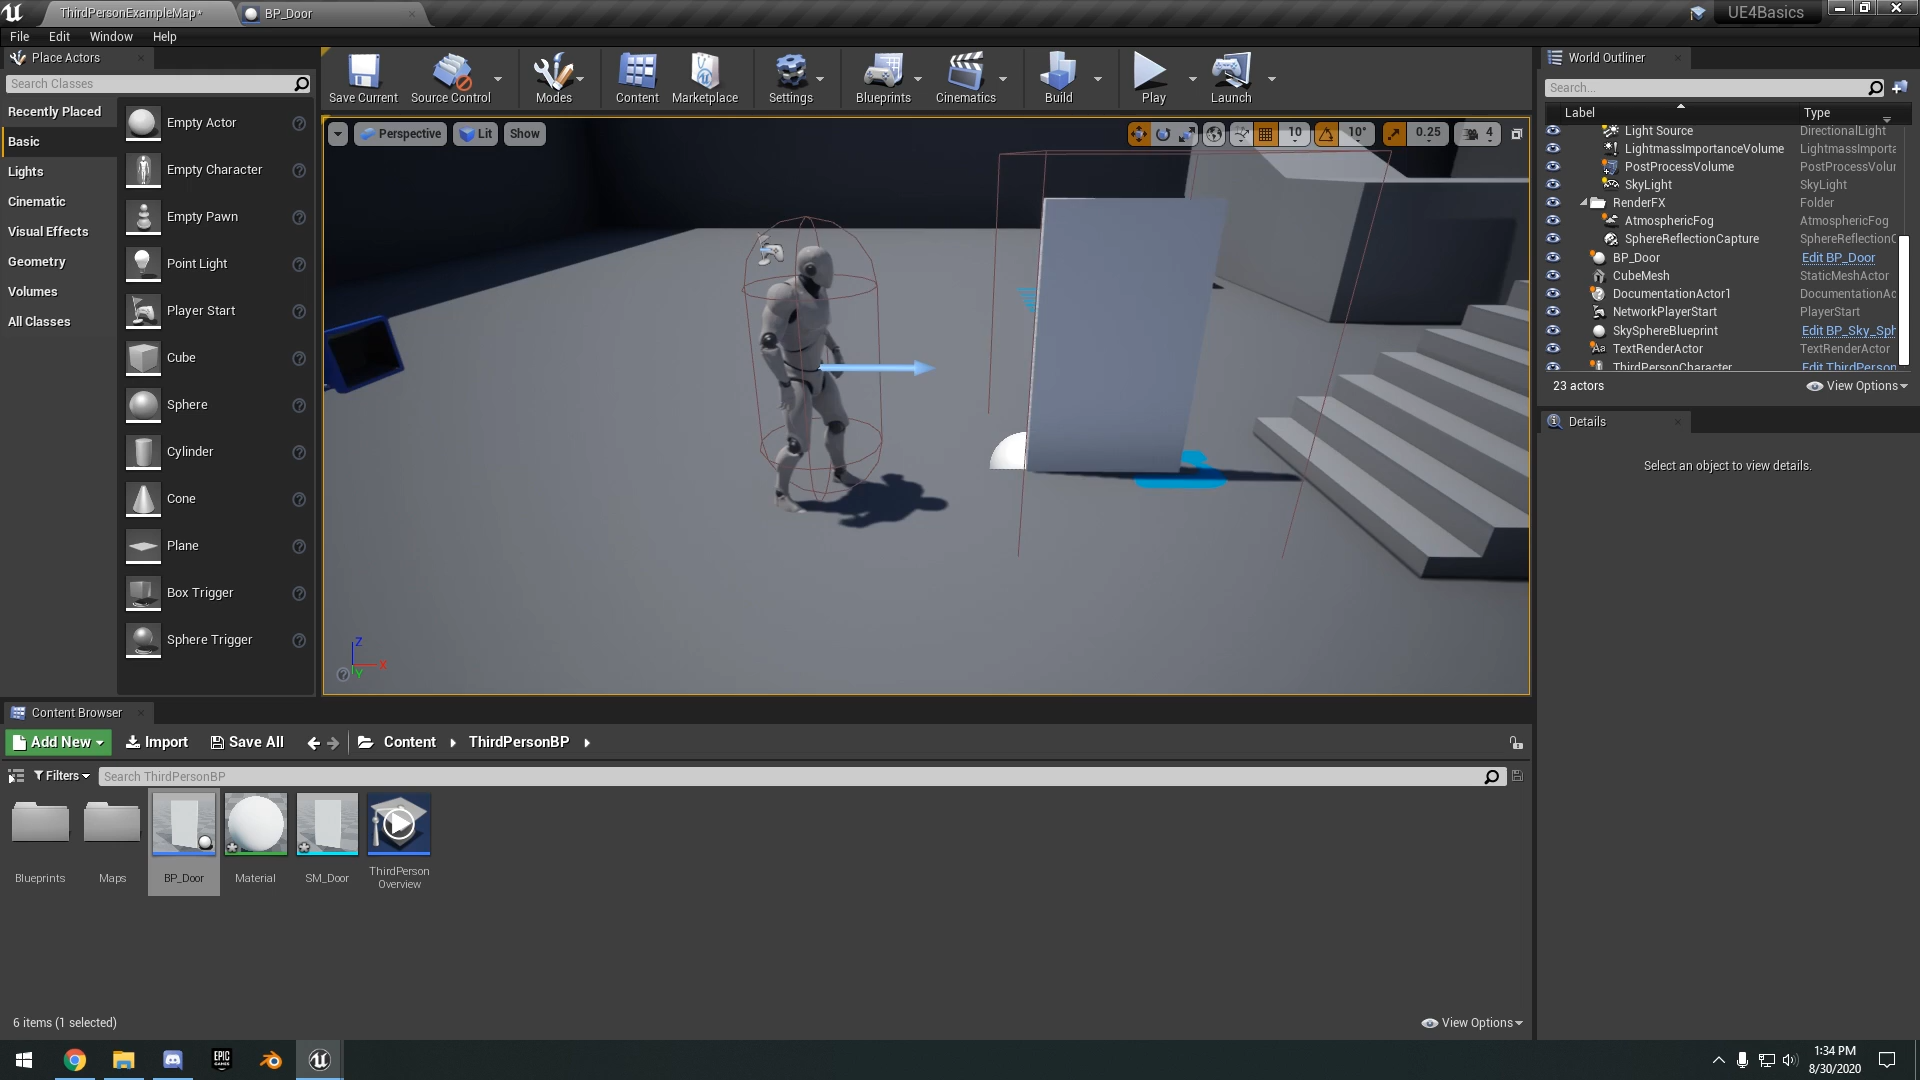 ThirdPersonExampleMap*
BP_Door
UE4Basics
File Edit Window Help
Place Actors
Search Classes
Recently Placed
Basic
Lights
Cinematic
Visual Effects
Geometry
Volumes
All Classes
Empty Actor
Empty Character
Empty Pawn
Point Light
Player Start
Cube
Sphere
Cylinder
Cone
Plane
Box Trigger
Sphere Trigger
Save Current
Source Control
Modes
Content
Marketplace
Settings
Blueprints
Cinematics
Build
Play
Launch
Perspective
Lit
Show
10
10°
0.25
4
Z
X
Y
World Outliner
Search...
Label Type
Light Source DirectionalLight
LightmassImportanceVolume LightmassImporta
PostProcessVolume PostProcessVolur
SkyLight SkyLight
RenderFX Folder
AtmosphericFog AtmosphericFog
SphereReflectionCapture SphereReflectionC
BP_Door Edit BP_Door
CubeMesh StaticMeshActor
DocumentationActor1 DocumentationAc
NetworkPlayerStart PlayerStart
SkySphereBlueprint Edit BP_Sky_Sph
Aa TextRenderActor TextRenderActor
ThirdPersonCharacter Edit ThirdPerson
23 actors
View Options
Details
Select an object to view details.
Content Browser
Add New
Import
Save All
Content
ThirdPersonBP
Filters
Search ThirdPersonBP
Blueprints
Maps
BP_Door
Material
SM_Door
ThirdPerson
Overview
6 items (1 selected)
View Options
EPIC
GAMES
1:34 PM
8/30/2020